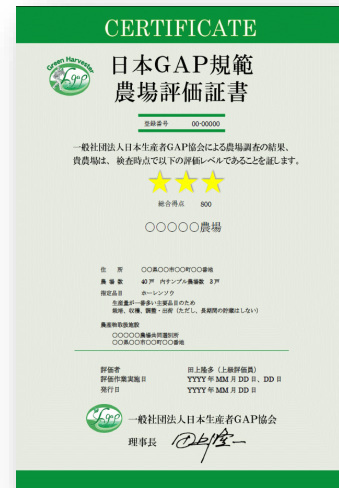 CERTIFICATE
Green Harvester
日本GAP規範
農場評価証書
登録番号 00-00000
一般社団法人日本生産者GAP協会による農場調査の結果、
貴農場は、検査時点で以下の評価レベルであることを証します。
総合得点 800
○○○○○農場
住 所 ○○県○○市○○町○○番地
農 場 数 40戸 内サンプル農場数 3戸
指定品目 ホーレンソウ
生産量が一番多い主要品目のため
栽培、収穫、調整・出荷(ただし、長期間の貯蔵はしない)
農産物取扱施設
○○○○○農場共同選別所
○○県○○市○○町○○番地
評価者 田上隆多(上級評価員)
評価作業実施日 YYYY年MM月DD日、DD日
発行日 YYYY年MM月DD日
一般社団法人日本生産者GAP協会
理事長